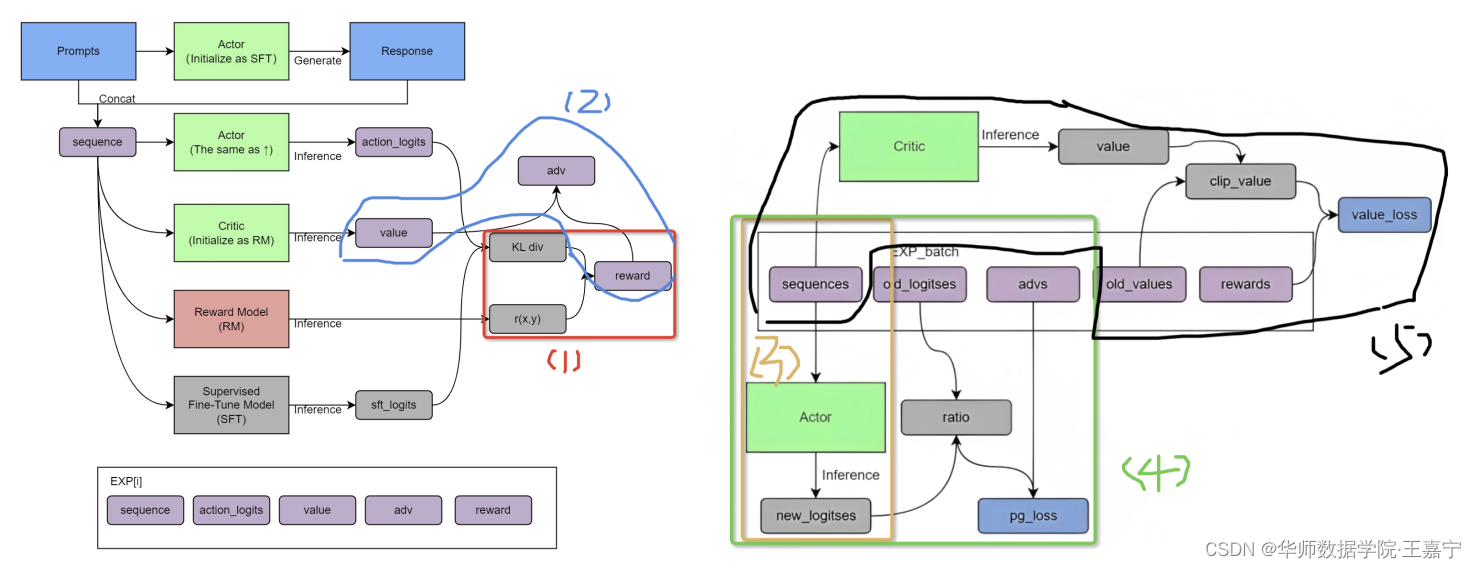 Prompts
Actor
(Initialize as SFT)
Generate
Response
Concat
sequence
Actor
(The same as ↑)
Inference
action_logits
Critic
(Initialize as RM)
Inference
value
adv
KL div
reward
r(x,y)
Reward Model
(RM)
Inference
Supervised
Fine-Tune Model
(SFT)
Inference
sft_logits
(2)
(1)
EXP[i]
sequence
action_logits
value
adv
reward
Critic
Inference
value
clip_value
value_loss
EXP_batch
sequences
old_logitses
advs
old_values
rewards
(3)
(5)
Actor
ratio
Inference
(4)
new_logitses
pg_loss
CSDN @华师数据学院·王嘉宁